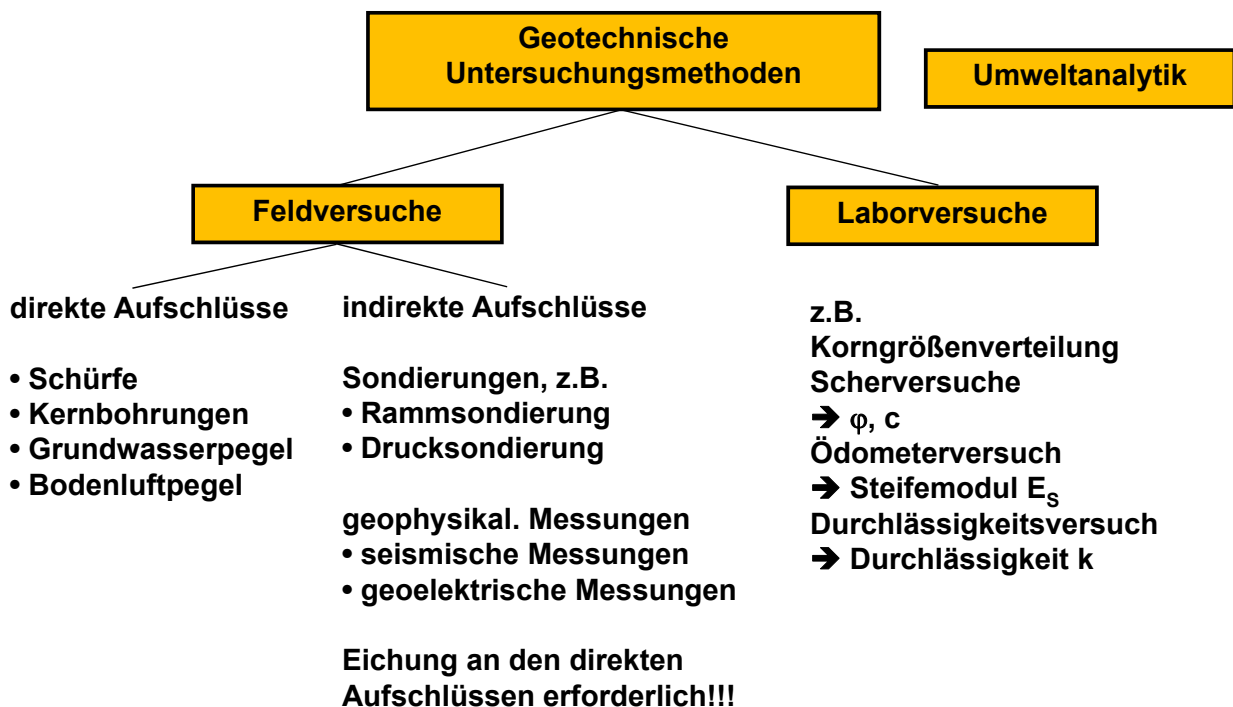 Geotechnische
Untersuchungsmethoden
Umweltanalytik
Feldversuche
Laborversuche
direkte Aufschlüsse
• Schürfe
• Kernbohrungen
• Grundwasserpegel
• Bodenluftpegel
indirekte Aufschlüsse
Sondierungen, z.B.
• Rammsondierung
• Drucksondierung
geophysikal. Messungen
• seismische Messungen
• geoelektrische Messungen
Eichung an den direkten
Aufschlüssen erforderlich!!!
z.B.
Korngrößenverteilung
Scherversuche
➔ φ, c
Ödometerversuch
➔ Steifemodul E_S
Durchlässigkeitsversuch
➔ Durchlässigkeit k